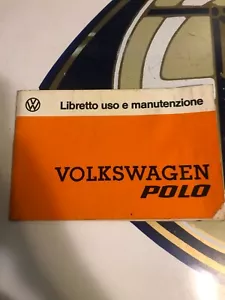 Libretto uso e manutenzione
VOLKSWAGEN
POLO